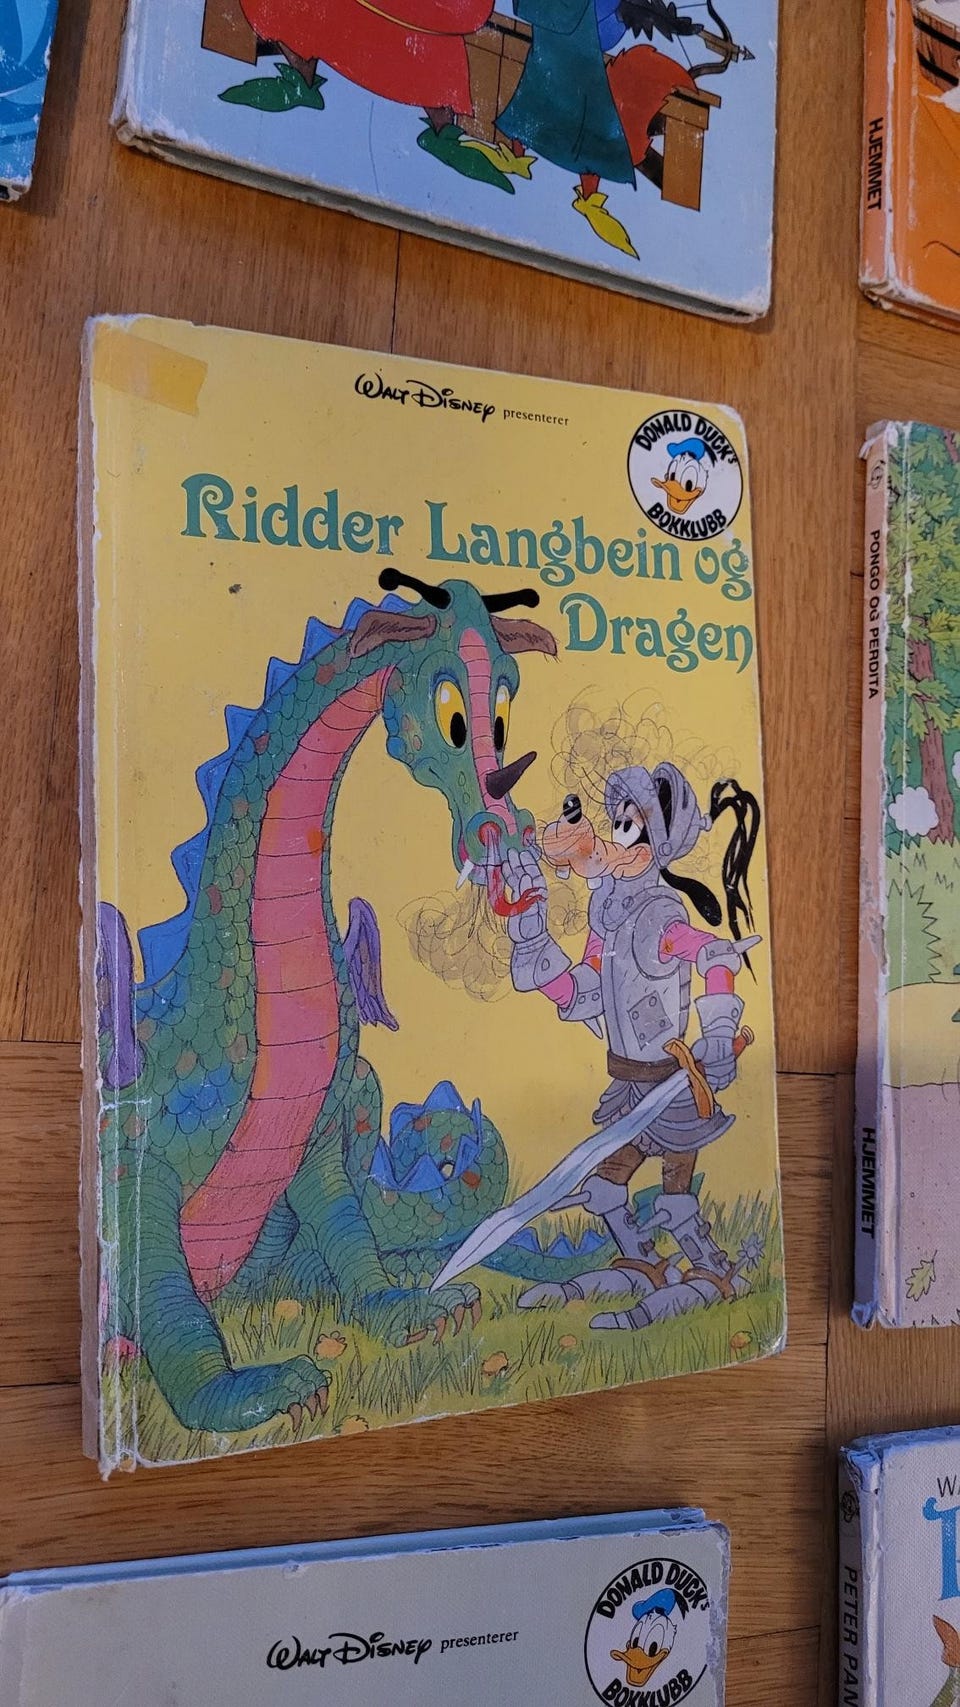 HJEMMET
WALT DISNEY presenterer
DONALD DUCK's
BOKKLUBB
Ridder Langbein og
Dragen
PONGO OG PERDITA
HJEMMET
WALT DISNEY presenterer
DONALD DUCK's
BOKKLUBB
PETER PAN